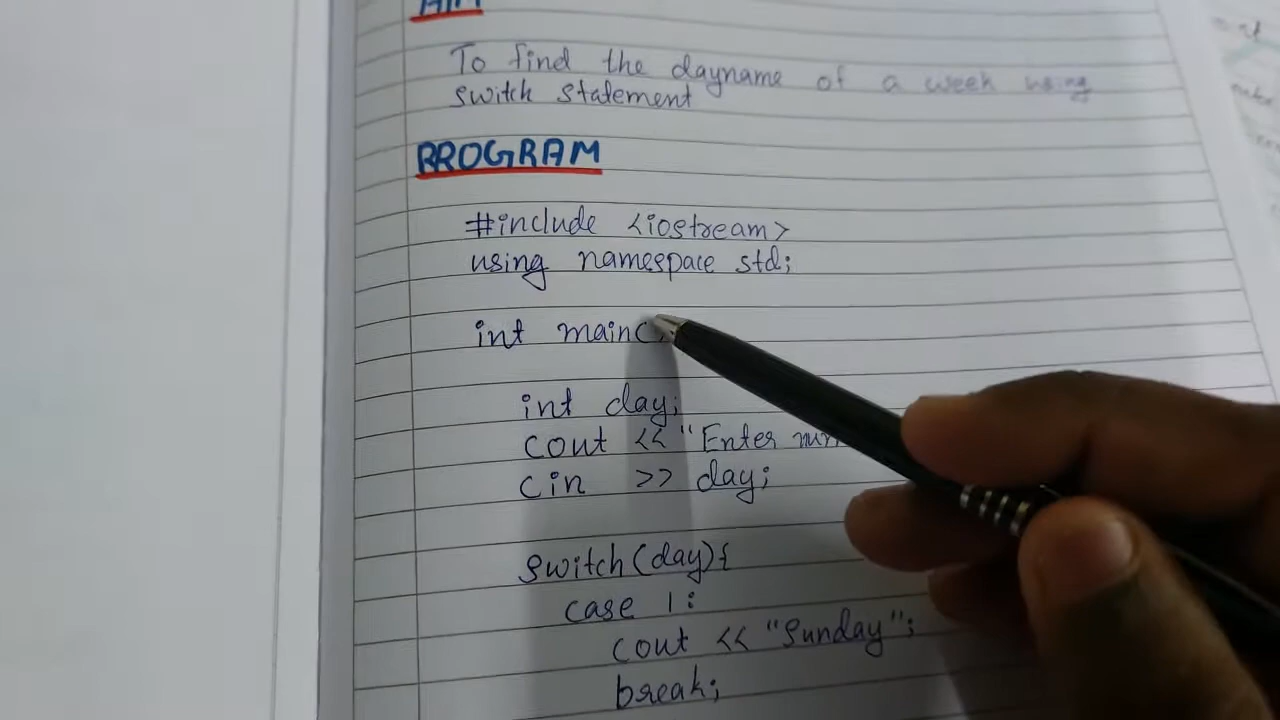 AIM
To find the dayname of a week using
switch statement
PROGRAM
#include <iostream>
using namespace std;
int main(
int day;
cout << "Enter
cin >> day;
switch(day){
case 1:
cout << "Sunday";
break;